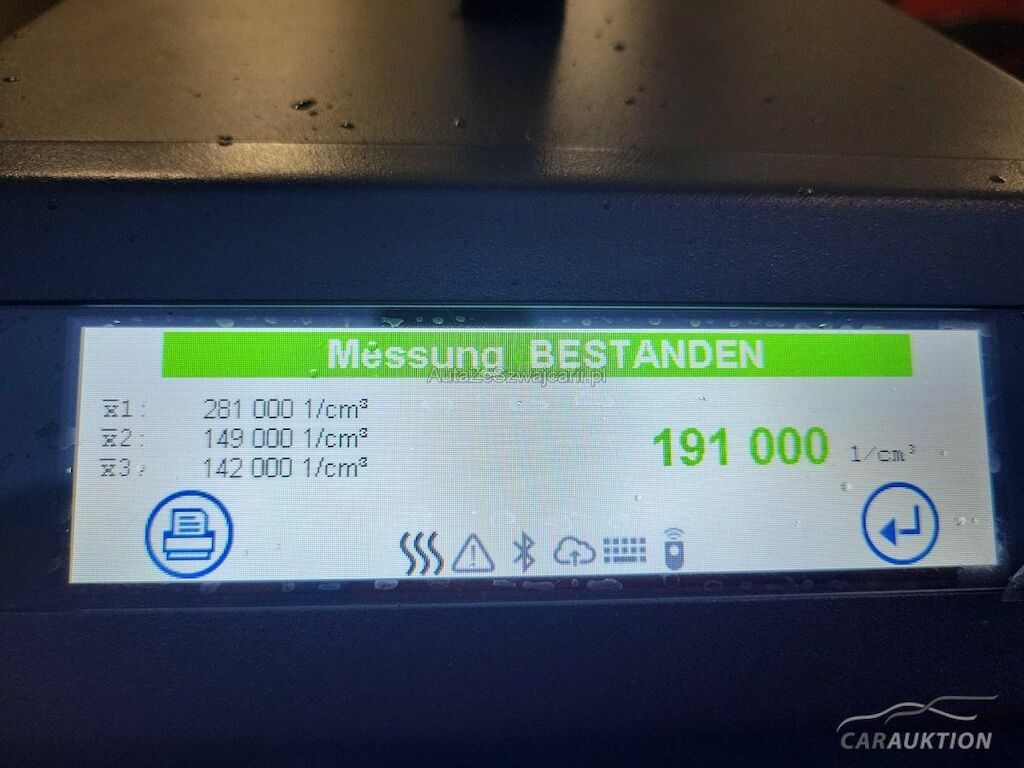 Messung BESTANDEN
AutaZeSzwajcarii.pl
x̅1: 281 000 1/cm³
x̅2: 149 000 1/cm³
x̅3: 142 000 1/cm³
191 000 1/cm³
CARAUKTION